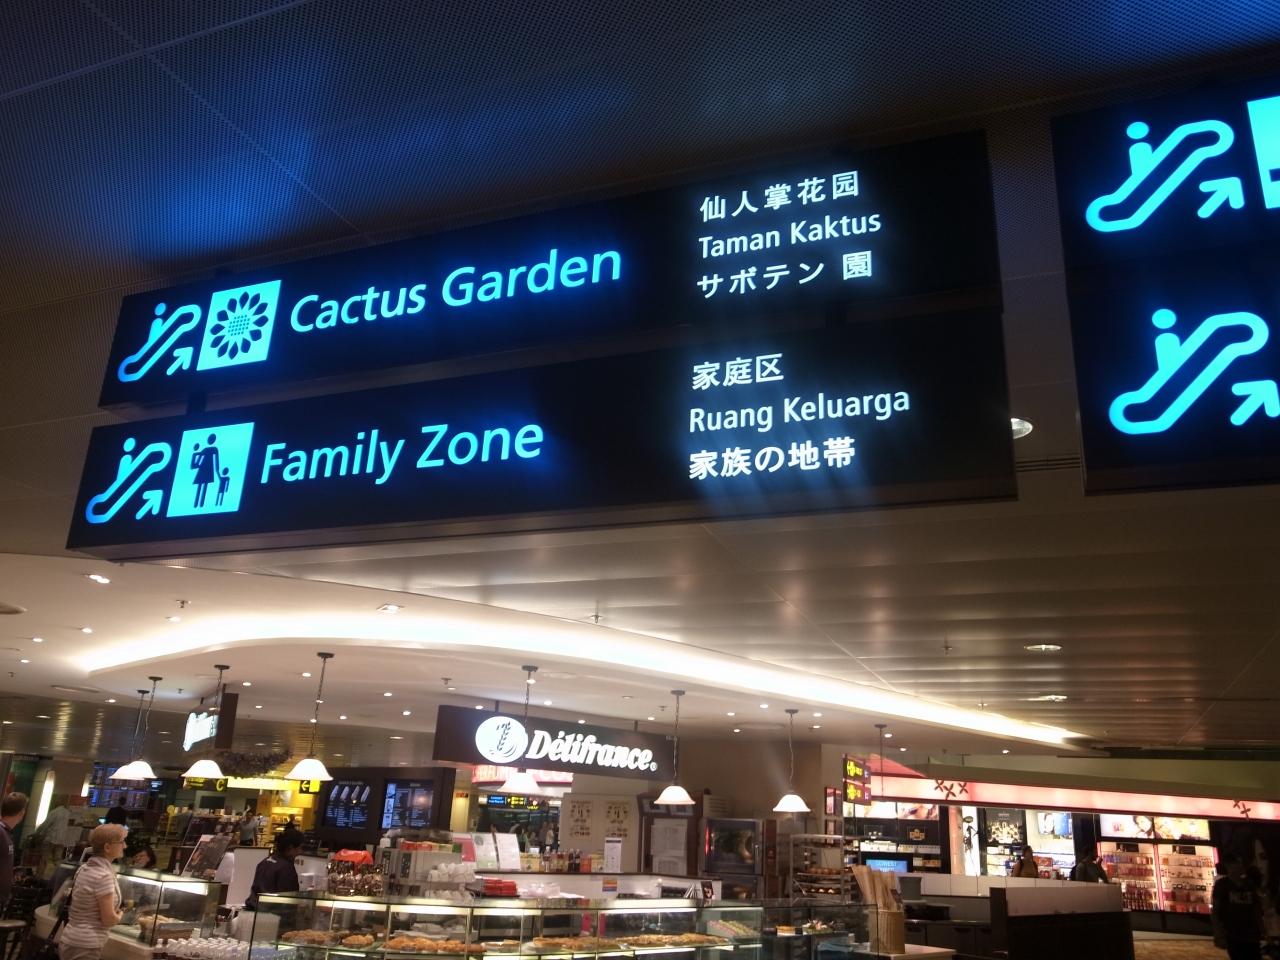 Cactus Garden
仙人掌花园
Taman Kaktus
サボテン 園
Family Zone
家庭区
Ruang Keluarga
家族の地帯
Délifrance